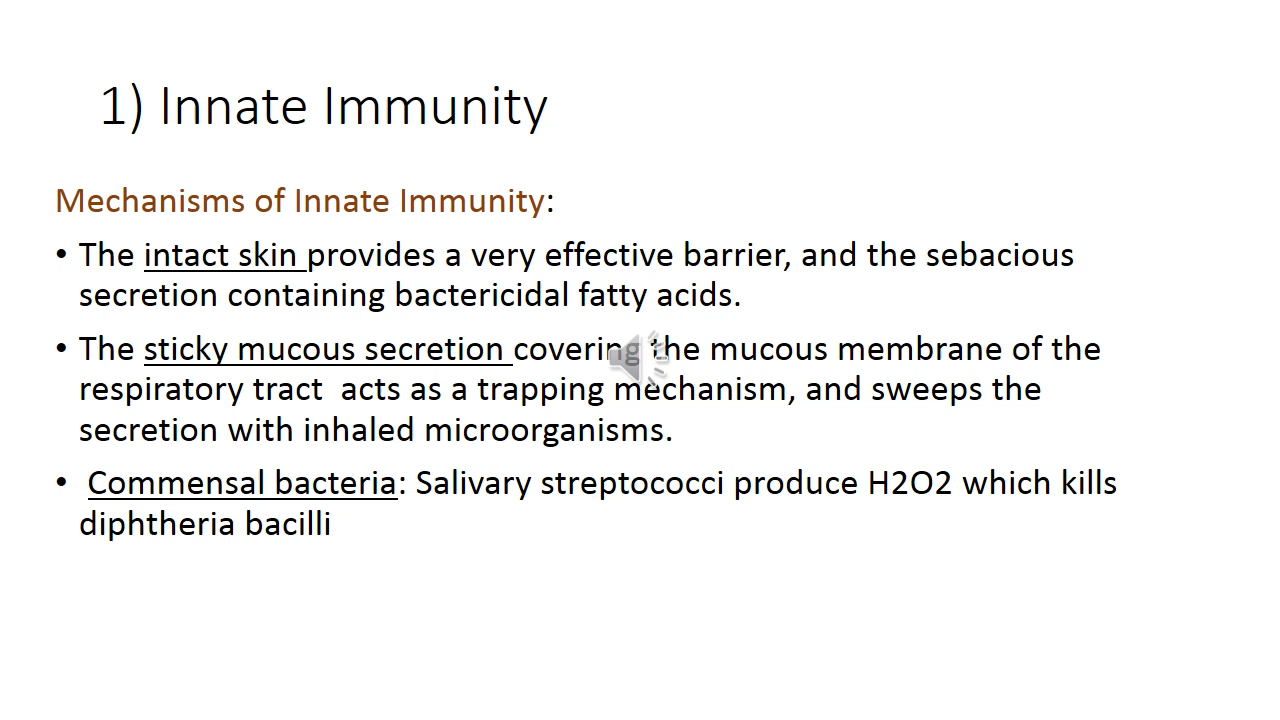 1) Innate Immunity
Mechanisms of Innate Immunity:
• The intact skin provides a very effective barrier, and the sebacious
secretion containing bactericidal fatty acids.
• The sticky mucous secretion covering the mucous membrane of the
respiratory tract  acts as a trapping mechanism, and sweeps the
secretion with inhaled microorganisms.
• Commensal bacteria: Salivary streptococci produce H2O2 which kills
diphtheria bacilli